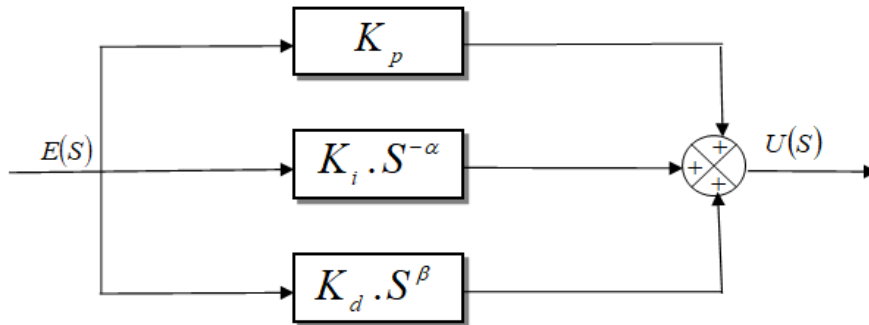 K_p
E(S)
K_i . S^{-α}
K_d . S^β
+
+
+
U(S)